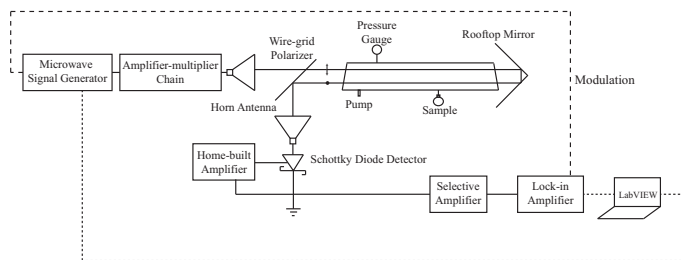 Pressure
Gauge
Rooftop Mirror
Wire-grid
Polarizer
Microwave
Signal Generator
Amplifier-multiplier
Chain
Modulation
Horn Antenna
Pump
Sample
Home-built
Amplifier
Schottky Diode Detector
Selective
Amplifier
Lock-in
Amplifier
LabVIEW